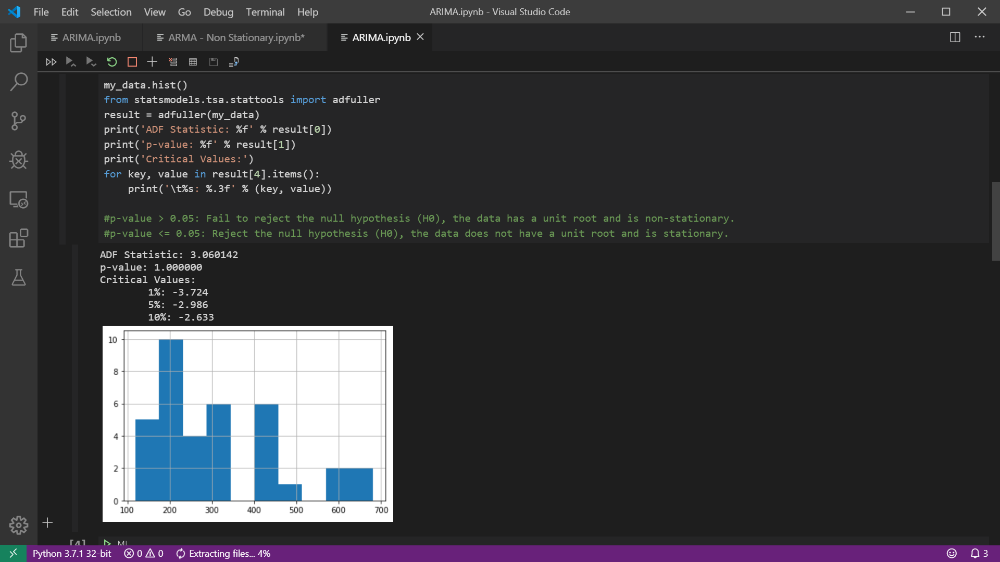 File Edit Selection View Go Debug Terminal Help
ARIMA.ipynb - Visual Studio Code
ARIMA.ipynb
ARMA - Non Stationary.ipynb*
ARIMA.ipynb
my_data.hist()
from statsmodels.tsa.stattools import adfuller
result = adfuller(my_data)
print('ADF Statistic: %f' % result[0])
print('p-value: %f' % result[1])
print('Critical Values:')
for key, value in result[4].items():
    print('\t%s: %.3f' % (key, value))
#p-value > 0.05: Fail to reject the null hypothesis (H0), the data has a unit root and is non-stationary.
#p-value <= 0.05: Reject the null hypothesis (H0), the data does not have a unit root and is stationary.
ADF Statistic: 3.060142
p-value: 1.000000
Critical Values:
1%: -3.724
5%: -2.986
10%: -2.633
10
8
6
4
2
0
100 200 300 400 500 600 700
[4] ML
Python 3.7.1 32-bit 0 0 Extracting files... 4% 3